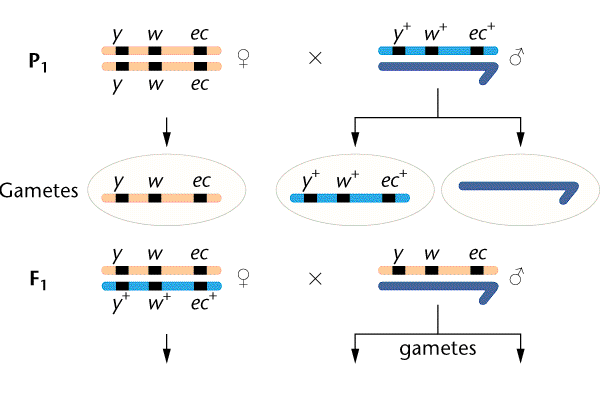 y w ec y⁺ w⁺ ec⁺
P₁ ♀ × ♂
y w ec
y w ec y⁺ w⁺ ec⁺
Gametes
y w ec y w ec
F₁ ♀ × ♂
y⁺ w⁺ ec⁺
gametes